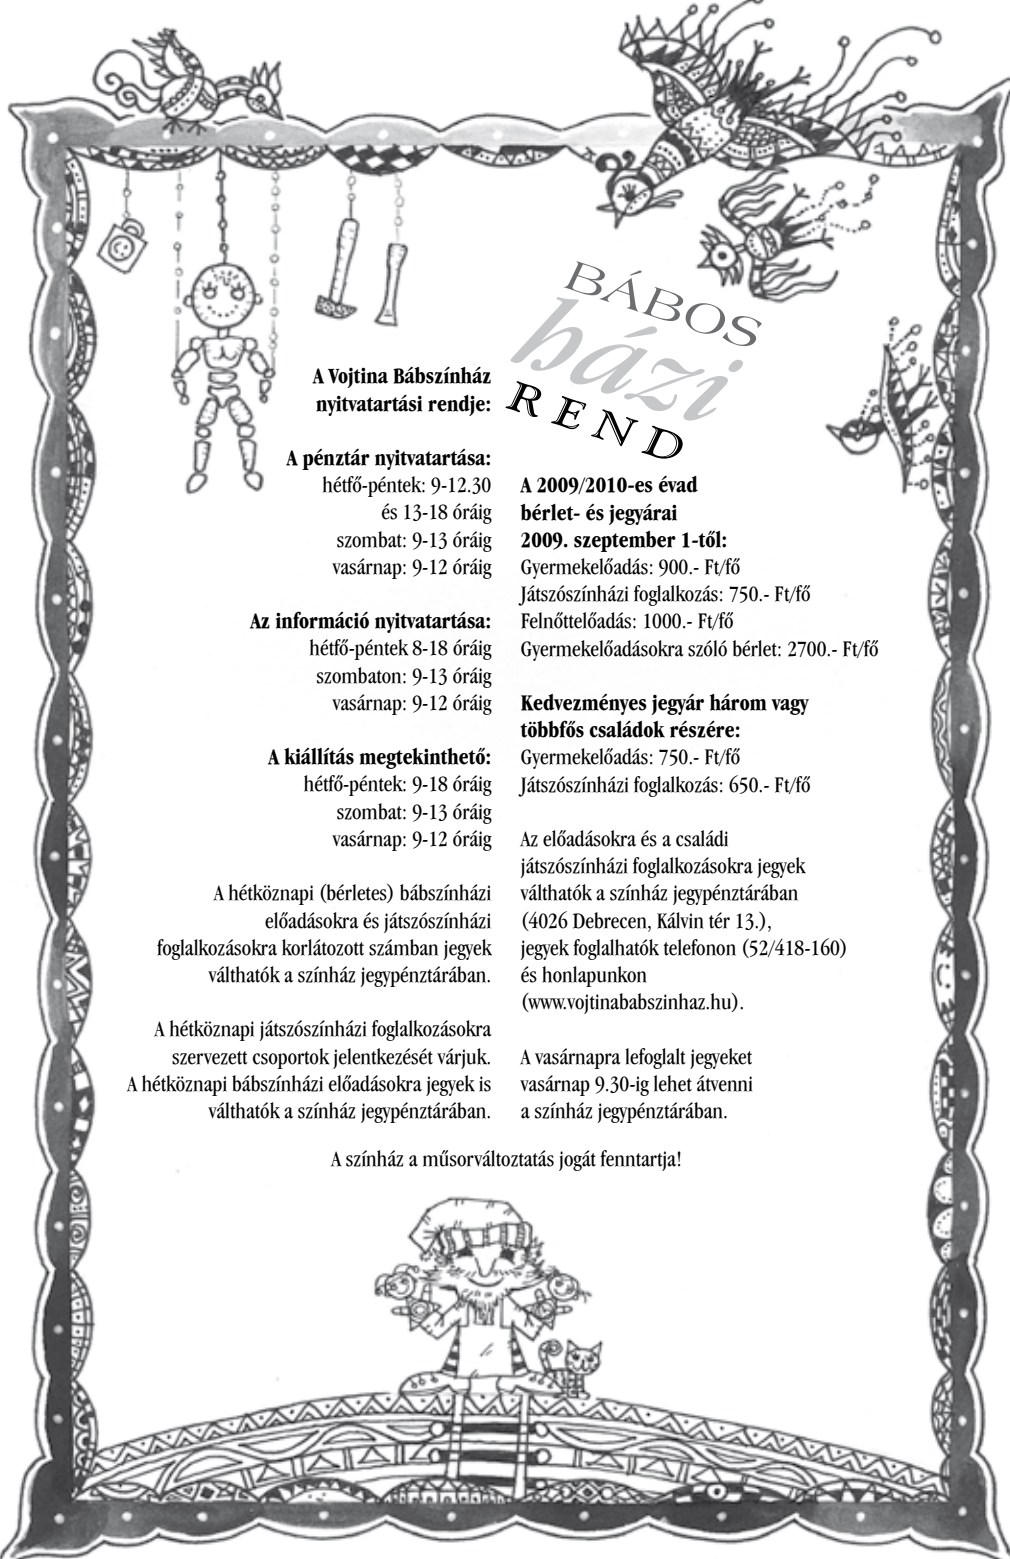 BÁBOS
házi
REND
A Vojtina Bábszínház
nyitvatartási rendje:
A pénztár nyitvatartása:
hétfő-péntek: 9-12.30
és 13-18 óráig
szombat: 9-13 óráig
vasárnap: 9-12 óráig
Az információ nyitvatartása:
hétfő-péntek 8-18 óráig
szombaton: 9-13 óráig
vasárnap: 9-12 óráig
A kiállítás megtekinthető:
hétfő-péntek: 9-18 óráig
szombat: 9-13 óráig
vasárnap: 9-12 óráig
A hétköznapi (bérletes) bábszínházi
előadásokra és játszószínházi
foglalkozásokra korlátozott számban jegyek
válthatók a színház jegypénztárában.
A hétköznapi játszószínházi foglalkozásokra
szervezett csoportok jelentkezését várjuk.
A hétköznapi bábszínházi előadásokra jegyek is
válthatók a színház jegypénztárában.
A 2009/2010-es évad
bérlet- és jegyárai
2009. szeptember 1-től:
Gyermekelőadás: 900.- Ft/fő
Játszószínházi foglalkozás: 750.- Ft/fő
Felnőttelőadás: 1000.- Ft/fő
Gyermekelőadásokra szóló bérlet: 2700.- Ft/fő
Kedvezményes jegyár három vagy
többfős családok részére:
Gyermekelőadás: 750.- Ft/fő
Játszószínházi foglalkozás: 650.- Ft/fő
Az előadásokra és a családi
játszószínházi foglalkozásokra jegyek
válthatók a színház jegypénztárában
(4026 Debrecen, Kálvin tér 13.),
jegyek foglalhatók telefonon (52/418-160)
és honlapunkon
(www.vojtinababszinhaz.hu).
A vasárnapra lefoglalt jegyeket
vasárnap 9.30-ig lehet átvenni
a színház jegypénztárában.
A színház a műsorváltoztatás jogát fenntartja!